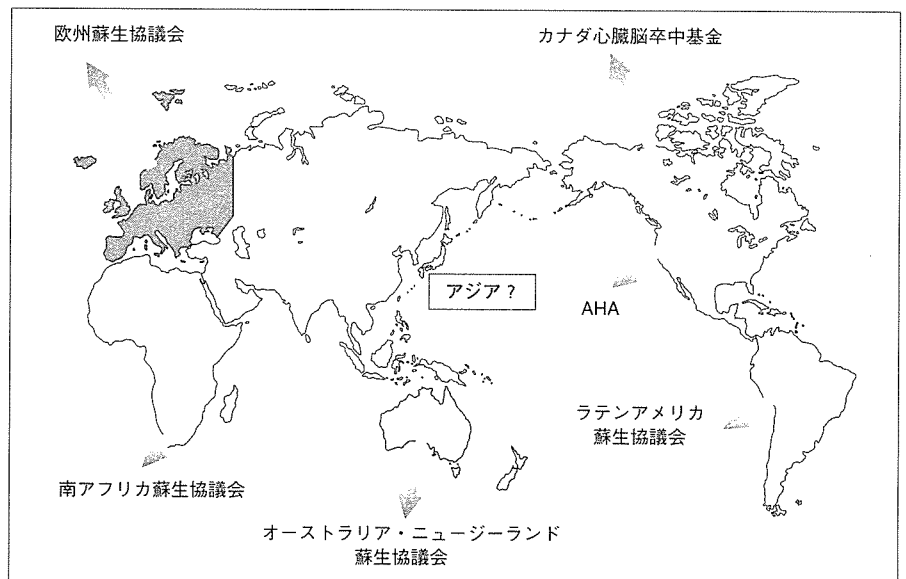 欧州蘇生協議会
カナダ心臓脳卒中基金
アジア？
AHA
ラテンアメリカ
蘇生協議会
南アフリカ蘇生協議会
オーストラリア・ニュージーランド
蘇生協議会